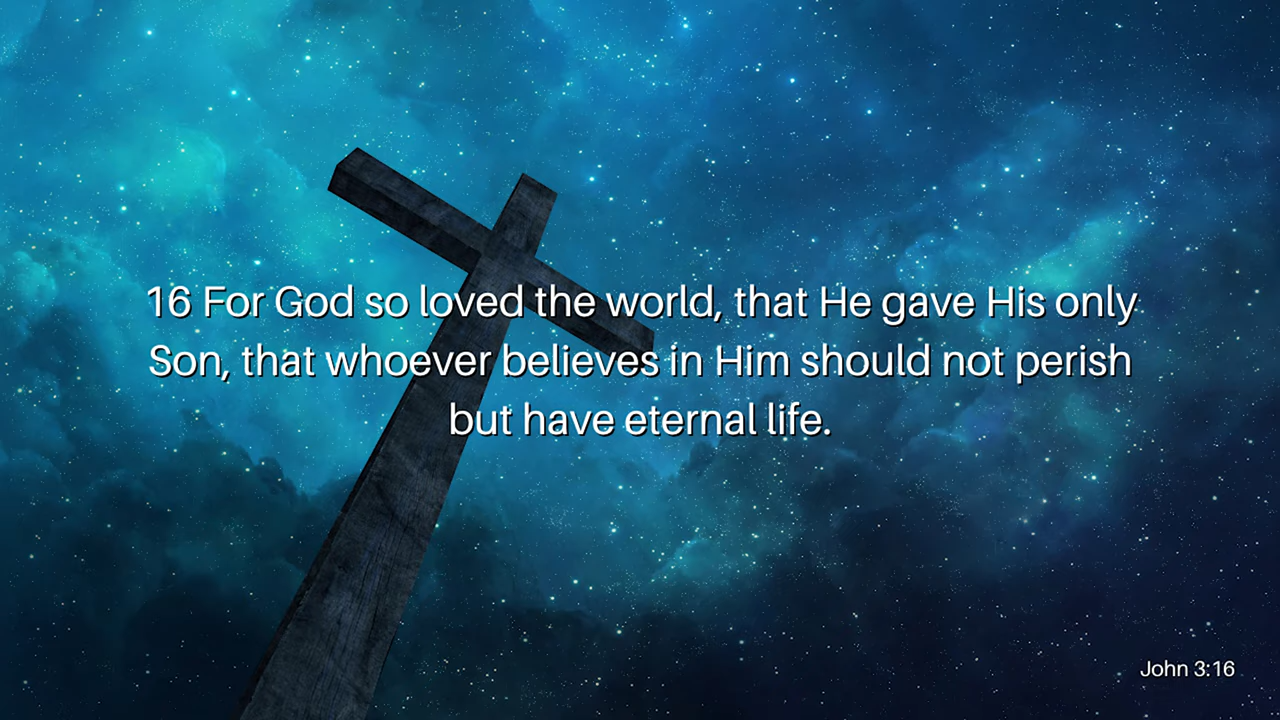 16 For God so loved the world, that He gave His only
Son, that whoever believes in Him should not perish
but have eternal life.
John 3:16